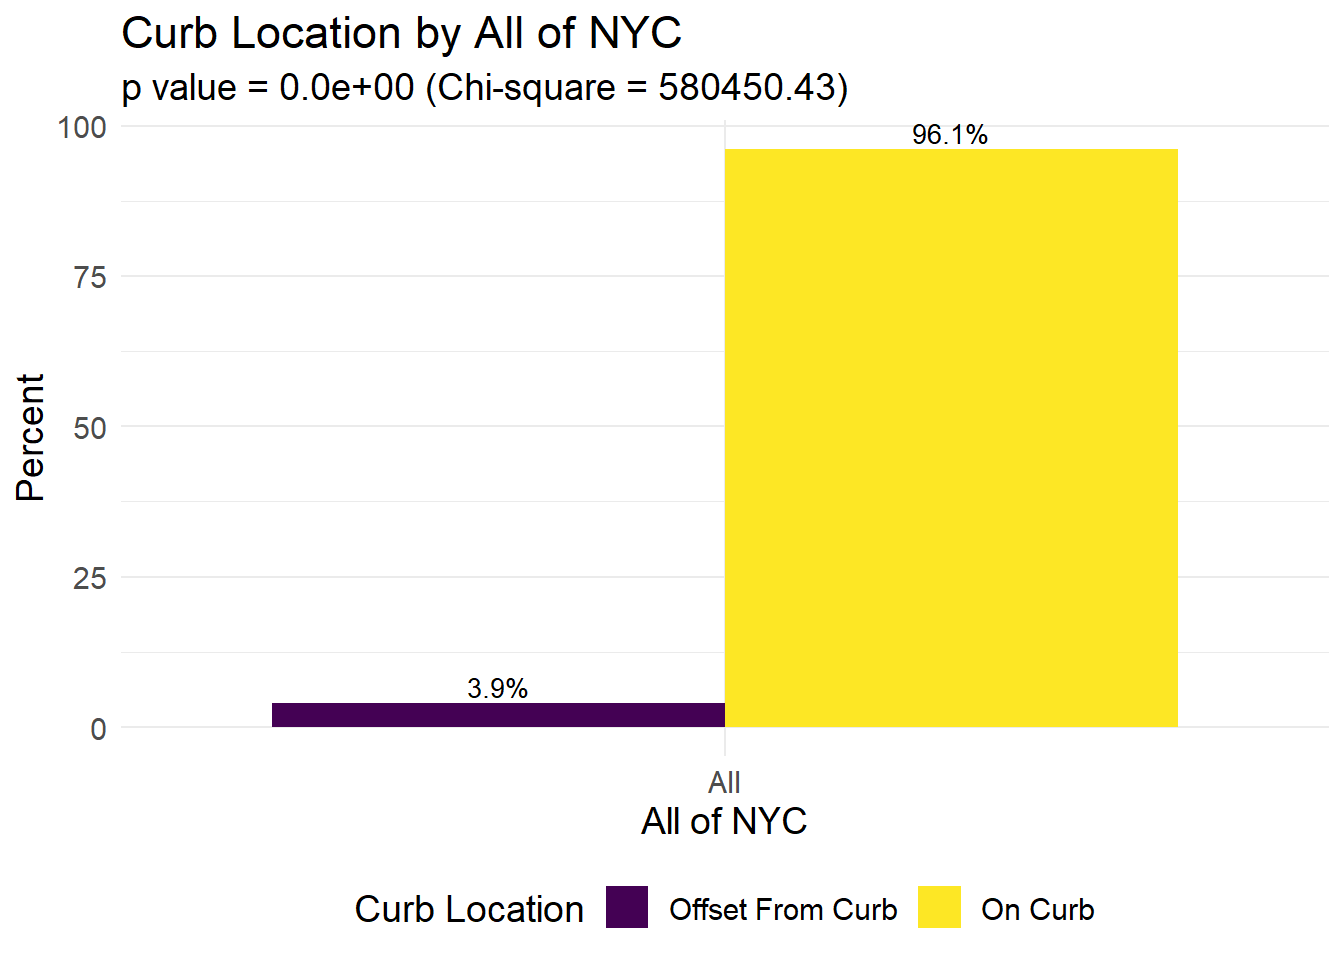 Curb Location by All of NYC
p value = 0.0e+00 (Chi-square = 580450.43)
100
96.1%
75
Percent
50
25
3.9%
0
All
All of NYC
Curb Location
Offset From Curb
On Curb